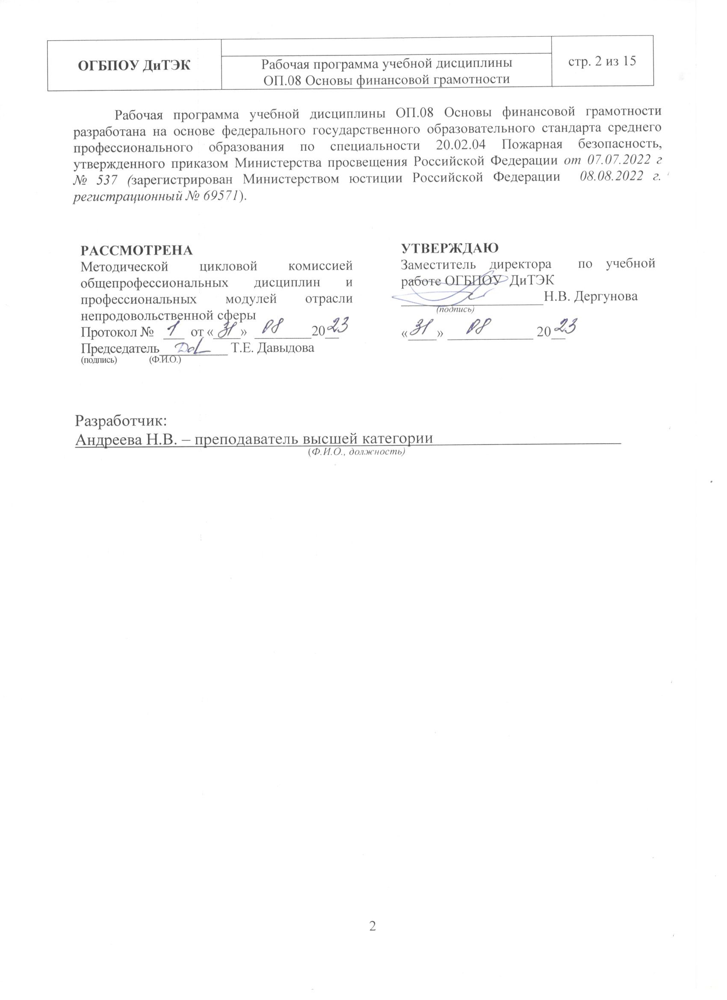 ОГБПОУ ДиТЭК
Рабочая программа учебной дисциплины
ОП.08 Основы финансовой грамотности
стр. 2 из 15
Рабочая программа учебной дисциплины ОП.08 Основы финансовой грамотности
разработана на основе федерального государственного образовательного стандарта среднего
профессионального образования по специальности 20.02.04 Пожарная безопасность,
утвержденного приказом Министерства просвещения Российской Федерации от 07.07.2022 г
№ 537 (зарегистрирован Министерством юстиции Российской Федерации 08.08.2022 г.
регистрационный № 69571).
РАССМОТРЕНА
Методической цикловой комиссией
общепрофессиональных дисциплин и
профессиональных модулей отрасли
непродовольственной сферы
Протокол № 1 от «31» 08 2023
Председатель Т.Е. Давыдова
(подпись) (Ф.И.О.)
УТВЕРЖДАЮ
Заместитель директора по учебной
работе ОГБПОУ ДиТЭК
Н.В. Дергунова
(подпись)
«31» 08 2023
Разработчик:
Андреева Н.В. – преподаватель высшей категории
(Ф.И.О., должность)
2